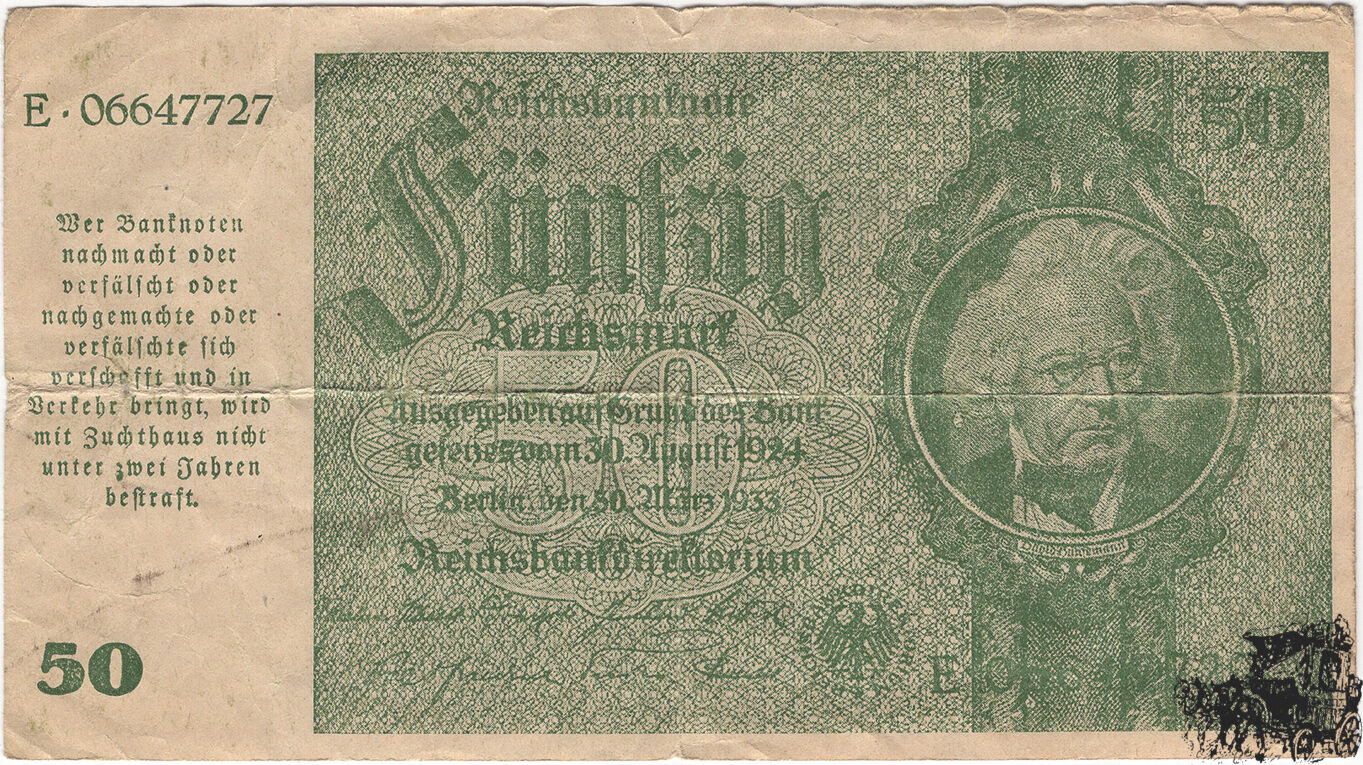 E · 06647727
Wer Banknoten
nachmacht oder
verfälscht oder
nachgemachte oder
verfälschte sich
verschafft und in
Verkehr bringt, wird
mit Zuchthaus nicht
unter zwei Jahren
bestraft.
50
Reichsbanknote
50
Fünfzig
Reichsmark
50
Ausgegeben auf Grund des Bank-
gesetzes vom 30. August 1924
Berlin, den 30. März 1933
Reichsbankdirektorium
E